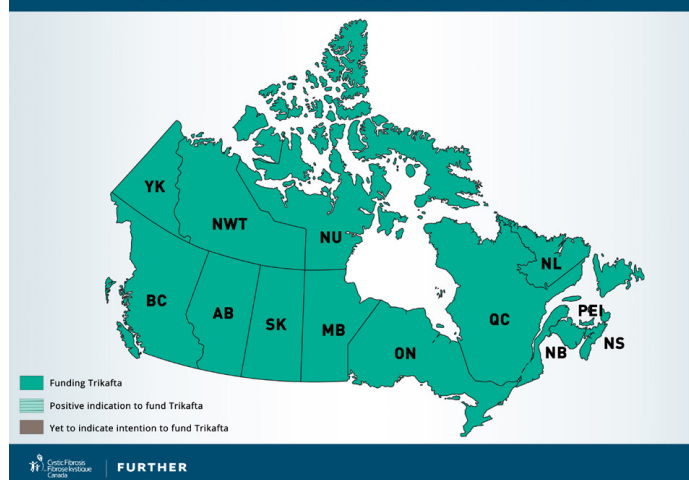 YK
NWT
NU
BC
AB
SK
MB
ON
QC
NL
PEI
NB
NS
Funding Trikafta
Positive indication to fund Trikafta
Yet to indicate intention to fund Trikafta
Cystic Fibrosis
Fibrose kystique
Canada
FURTHER